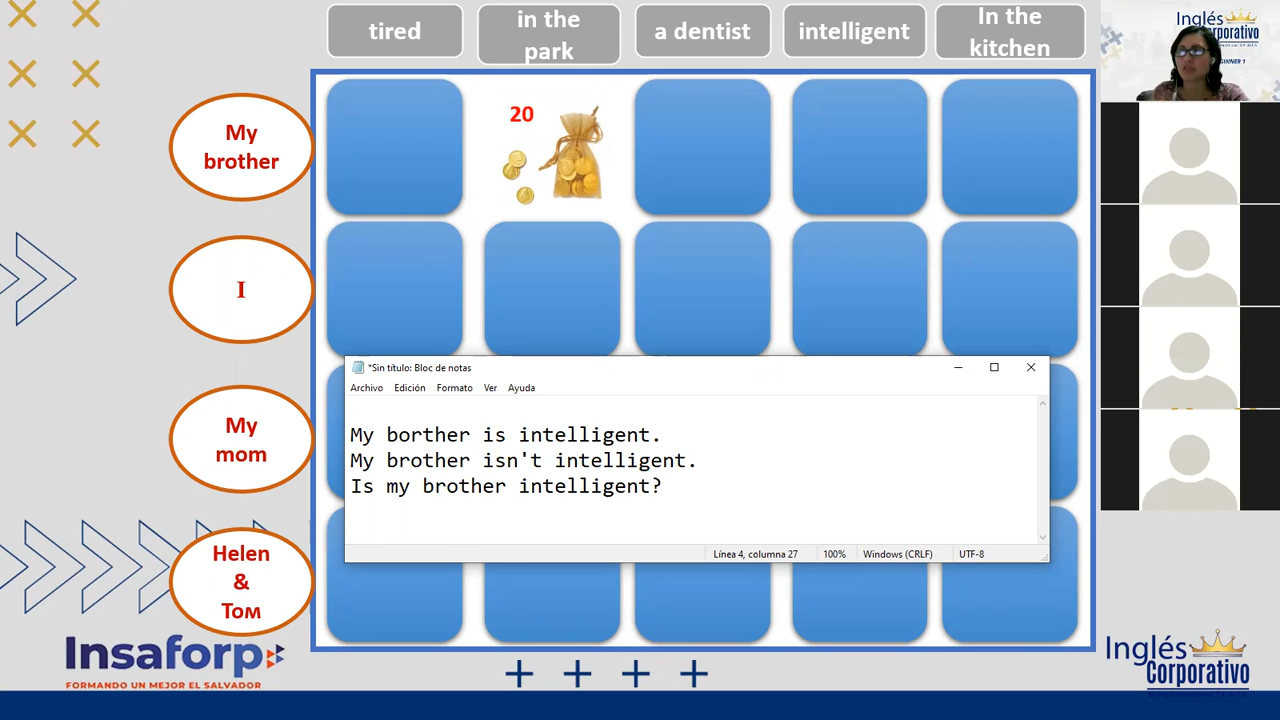 tired
in the
park
a dentist
intelligent
In the
kitchen
Inglés
Corporativo
GINNER 1
My
brother
20
I
My
mom
Helen
&
Tom
*Sin título: Bloc de notas
Archivo Edición Formato Ver Ayuda
My borther is intelligent.
My brother isn't intelligent.
Is my brother intelligent?
Línea 4, columna 27 100% Windows (CRLF) UTF-8
Insaforp
FORMANDO UN MEJOR EL SALVADOR
Inglés
Corporativo